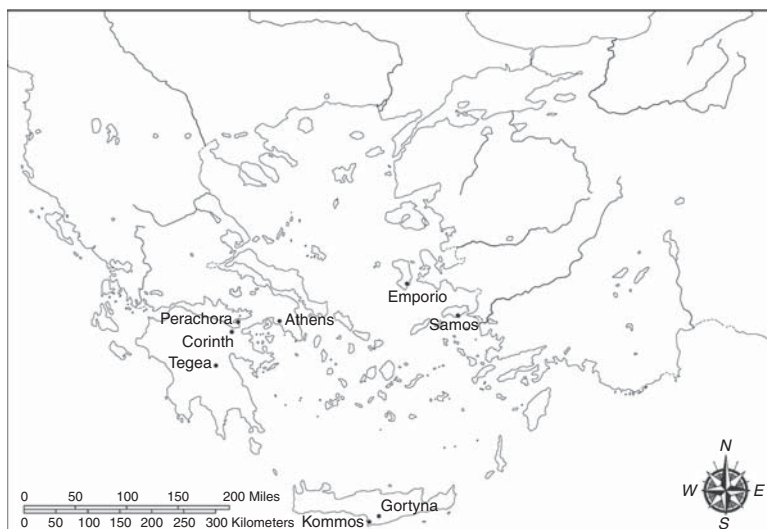 Emporio
Perachora
Athens
Samos
Corinth
Tegea
N
W
E
S
0 50 100 150 200 Miles
0 50 100 150 200 250 300 Kilometers
Gortyna
Kommos